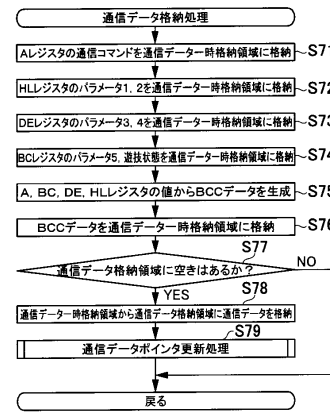 通信データ格納処理
Aレジスタの通信コマンドを通信データ一時格納領域に格納
S71
HLレジスタのパラメータ1, 2を通信データ一時格納領域に格納
S72
DEレジスタのパラメータ3, 4を通信データ一時格納領域に格納
S73
BCレジスタのパラメータ5, 遊技状態を通信データ一時格納領域に格納
S74
A, BC, DE, HLレジスタの値からBCCデータを生成
S75
BCCデータを通信データ一時格納領域に格納
S76
S77
通信データ格納領域に空きはあるか?
NO
YES
S78
通信データ一時格納領域から通信データ格納領域に通信データを格納
S79
通信データポインタ更新処理
戻る